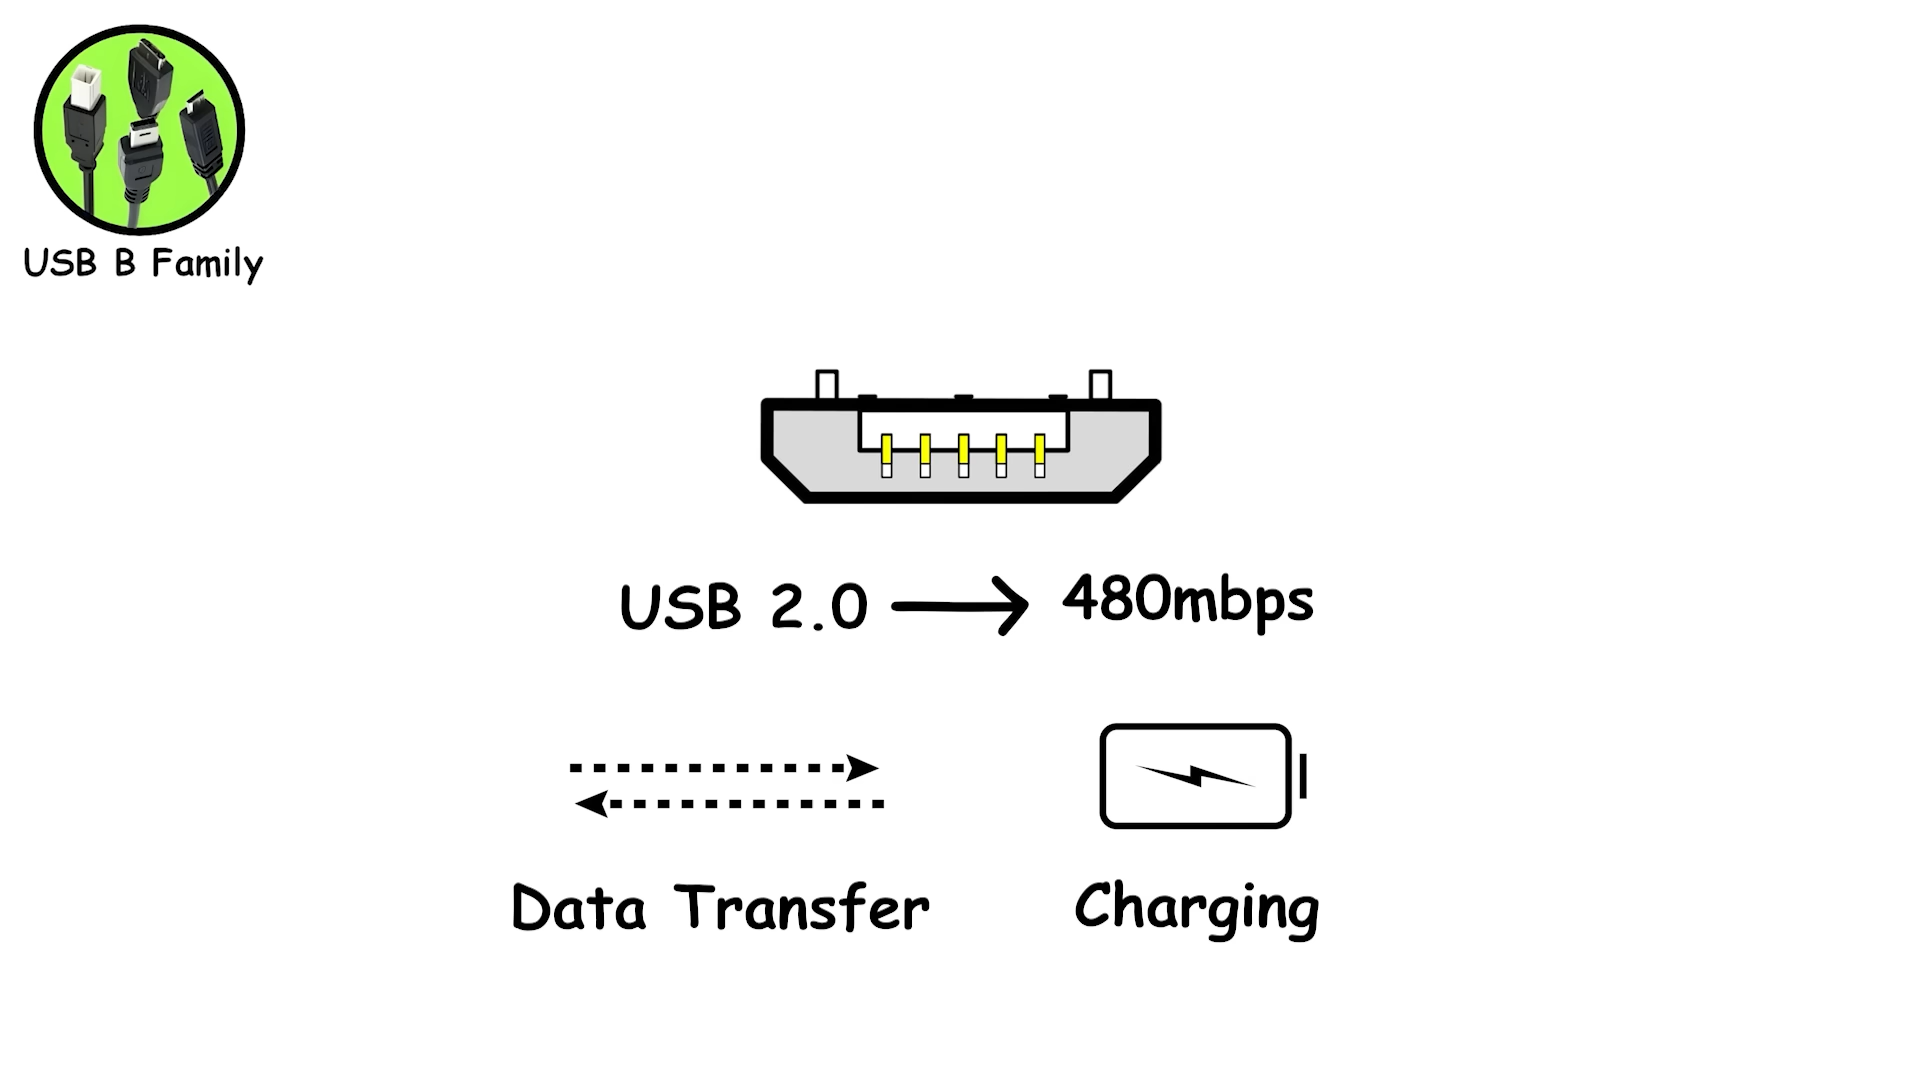 USB B Family
USB 2.0 → 480mbps
Data Transfer
Charging